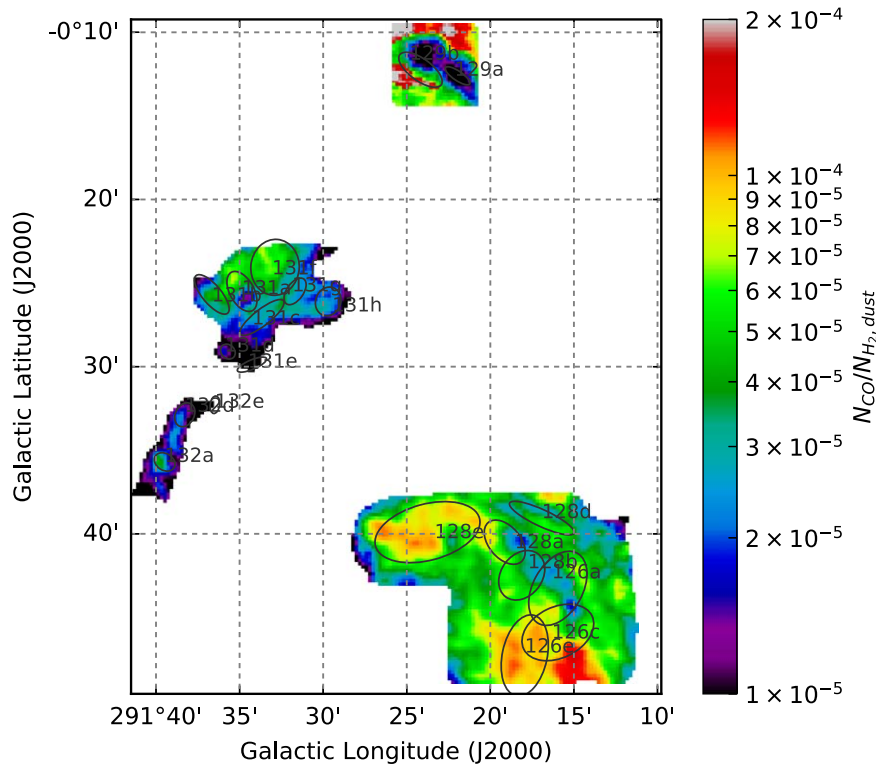 -0°10'
20'
30'
40'
291°40'
35'
30'
25'
20'
15'
10'
Galactic Longitude (J2000)
Galactic Latitude (J2000)
129a
131a
131h
131e
132e
132a
128e
128d
128a
128b
126a
126c
126e
2 × 10⁻⁴
1 × 10⁻⁴
9 × 10⁻⁵
8 × 10⁻⁵
7 × 10⁻⁵
6 × 10⁻⁵
5 × 10⁻⁵
4 × 10⁻⁵
3 × 10⁻⁵
2 × 10⁻⁵
1 × 10⁻⁵
N_CO/N_H₂,dust